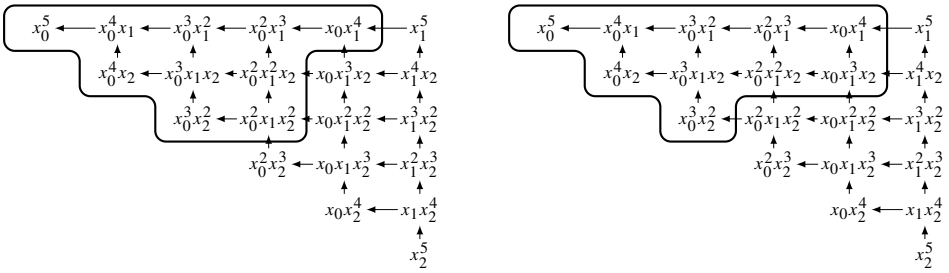 x_0^5 ← x_0^4x_1 ← x_0^3x_1^2 ← x_0^2x_1^3 ← x_0x_1^4 ← x_1^5
x_0^4x_2 ← x_0^3x_1x_2 ← x_0^2x_1^2x_2 ← x_0x_1^3x_2 ← x_1^4x_2
x_0^3x_2^2 ← x_0^2x_1x_2^2 ← x_0x_1^2x_2^2 ← x_1^3x_2^2
x_0^2x_2^3 ← x_0x_1x_2^3 ← x_1^2x_2^3
x_0x_2^4 ← x_1x_2^4
x_2^5
x_0^5 ← x_0^4x_1 ← x_0^3x_1^2 ← x_0^2x_1^3 ← x_0x_1^4 ← x_1^5
x_0^4x_2 ← x_0^3x_1x_2 ← x_0^2x_1^2x_2 ← x_0x_1^3x_2 ← x_1^4x_2
x_0^3x_2^2 ← x_0^2x_1x_2^2 ← x_0x_1^2x_2^2 ← x_1^3x_2^2
x_0^2x_2^3 ← x_0x_1x_2^3 ← x_1^2x_2^3
x_0x_2^4 ← x_1x_2^4
x_2^5